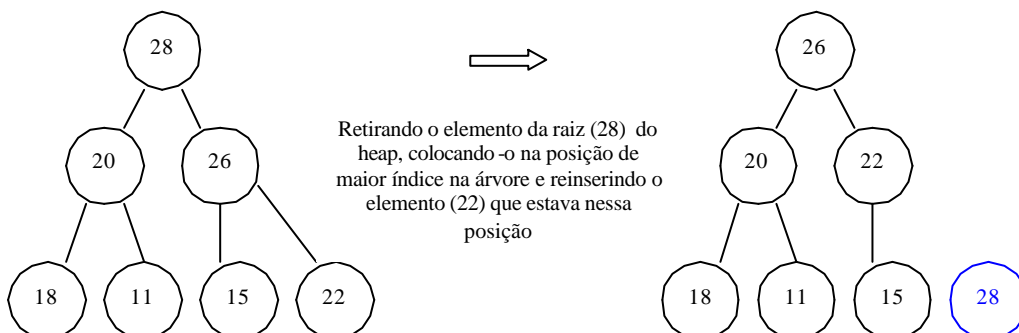 28
26
20
26
18
11
15
22
Retirando o elemento da raiz (28) do
heap, colocando -o na posição de
maior índice na árvore e reinserindo o
elemento (22) que estava nessa
posição
20
22
18
11
15
28